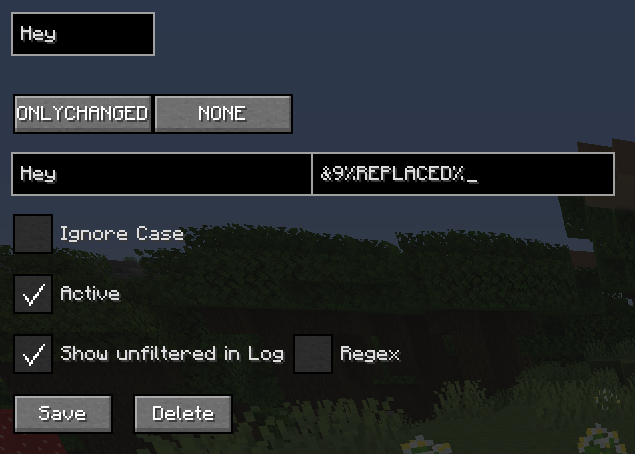 Hey
ONLYCHANGED NONE
Hey &9%REPLACED%_
Ignore Case
Active
Show unfiltered in Log Regex
Save Delete